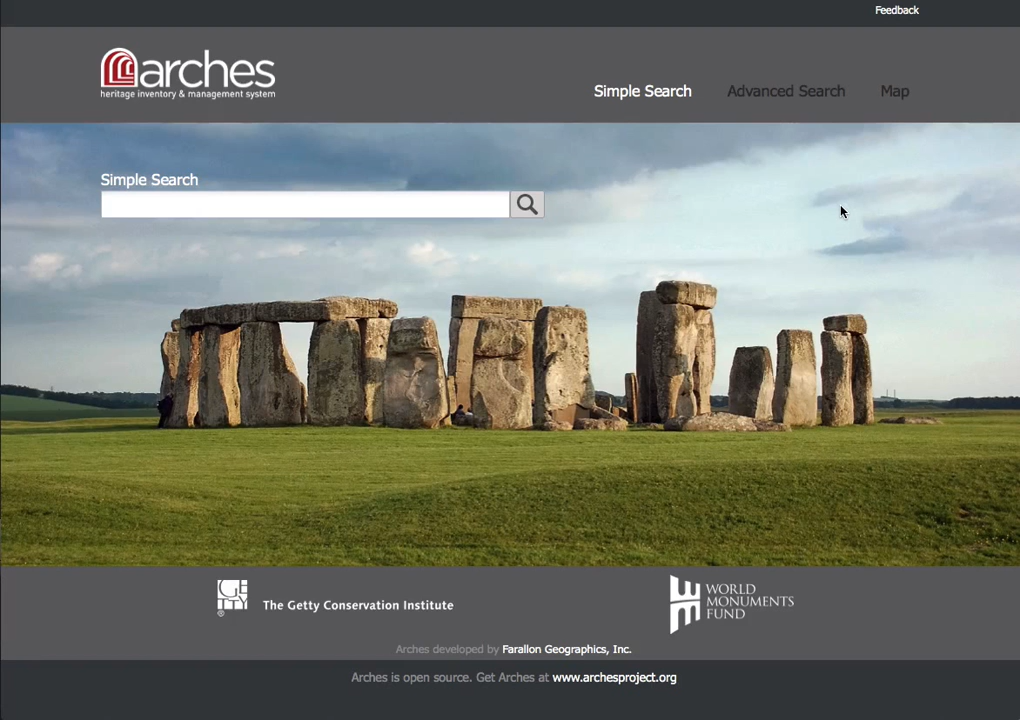 Feedback
arches
heritage inventory & management system
Simple Search
Advanced Search
Map
Simple Search
The Getty Conservation Institute
WORLD
MONUMENTS
FUND
Arches developed by Farallon Geographics, Inc.
Arches is open source. Get Arches at www.archesproject.org